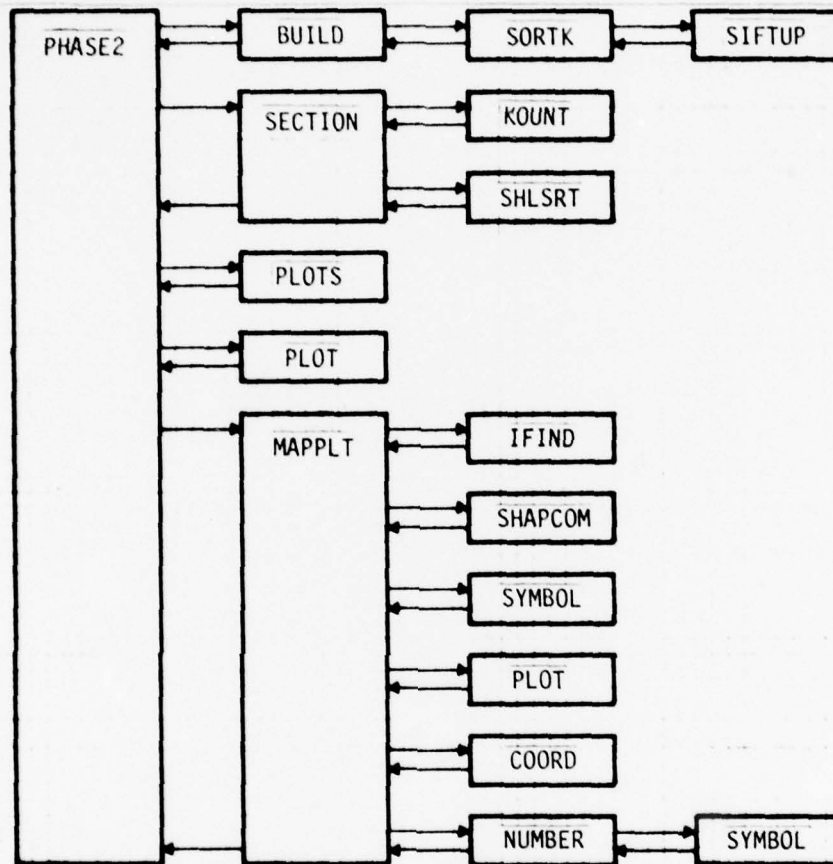 PHASE2
BUILD
SORTK
SIFTUP
SECTION
KOUNT
SHLSRT
PLOTS
PLOT
MAPPLT
IFIND
SHAPCOM
SYMBOL
PLOT
COORD
NUMBER
SYMBOL